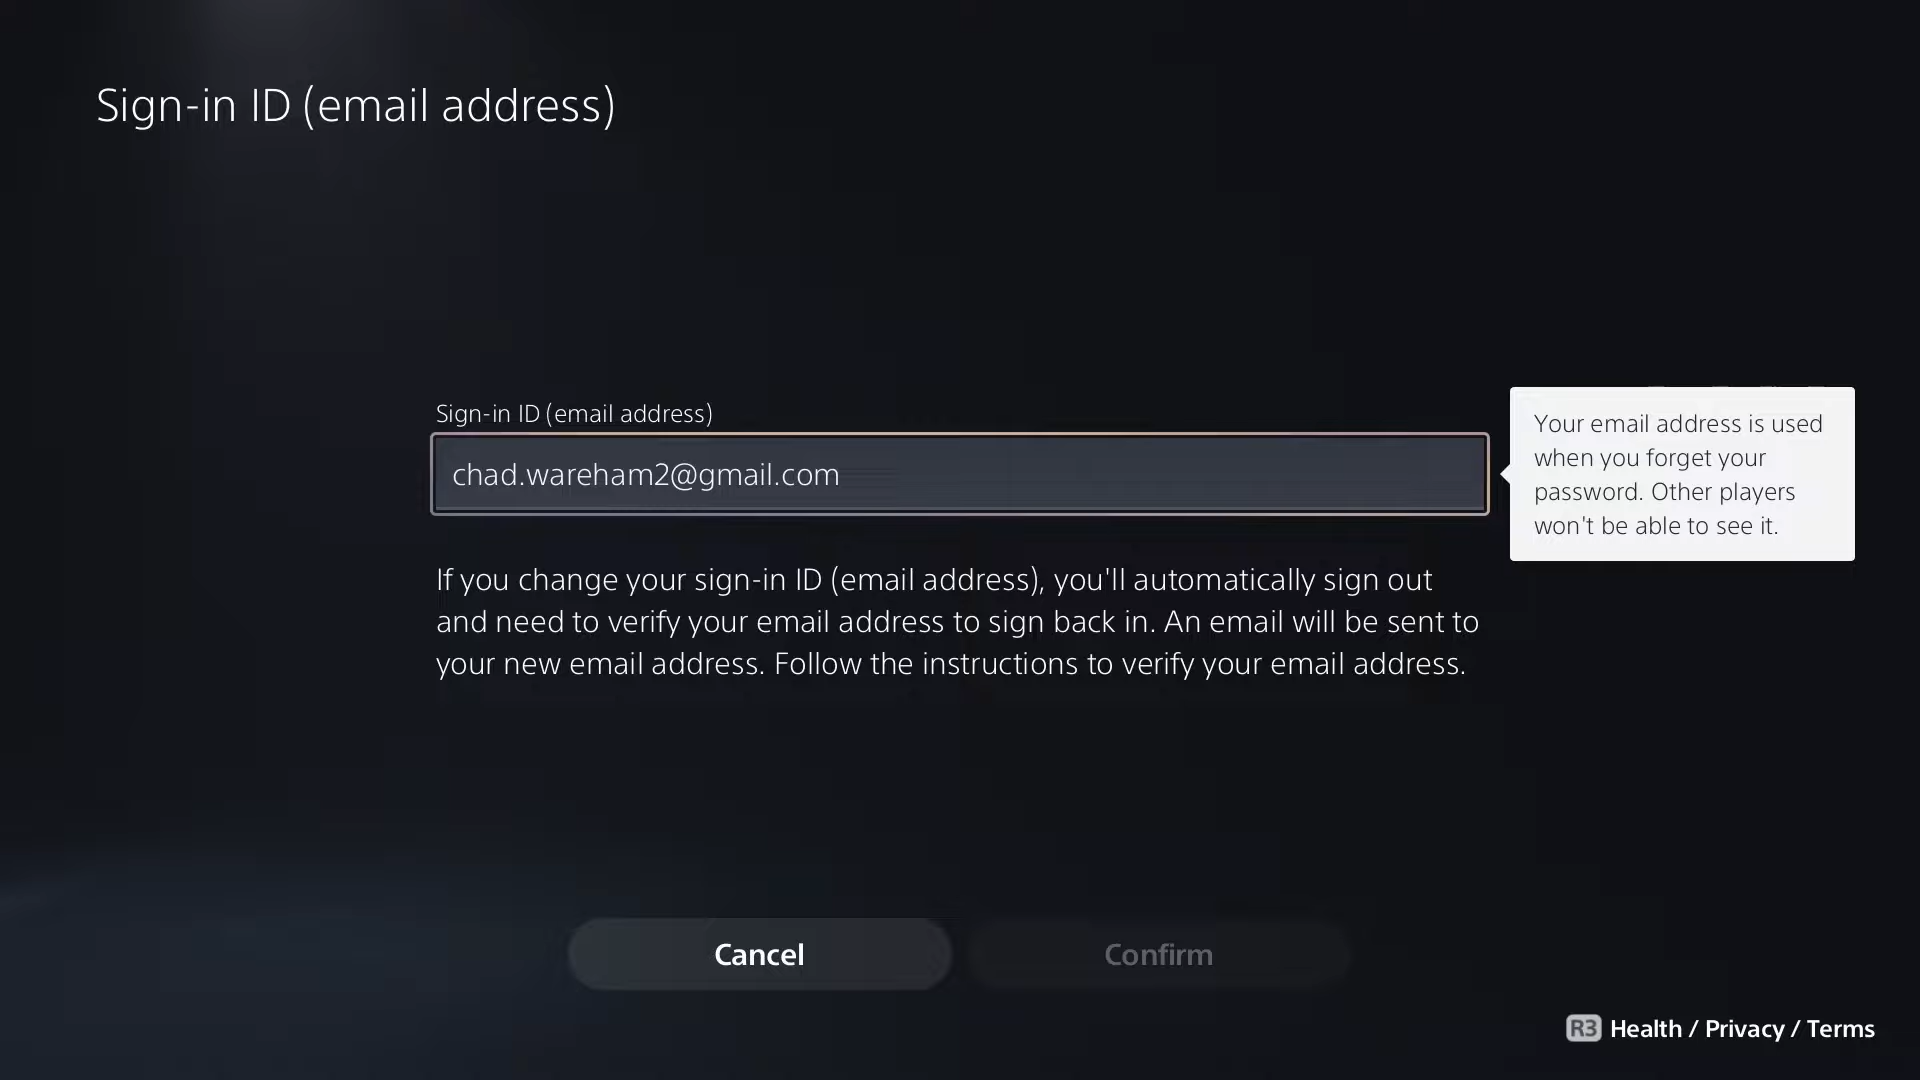 Sign-in ID (email address)
Sign-in ID (email address)
chad.wareham2@gmail.com
Your email address is used
when you forget your
password. Other players
won't be able to see it.
If you change your sign-in ID (email address), you'll automatically sign out
and need to verify your email address to sign back in. An email will be sent to
your new email address. Follow the instructions to verify your email address.
Cancel
Confirm
R3 Health / Privacy / Terms